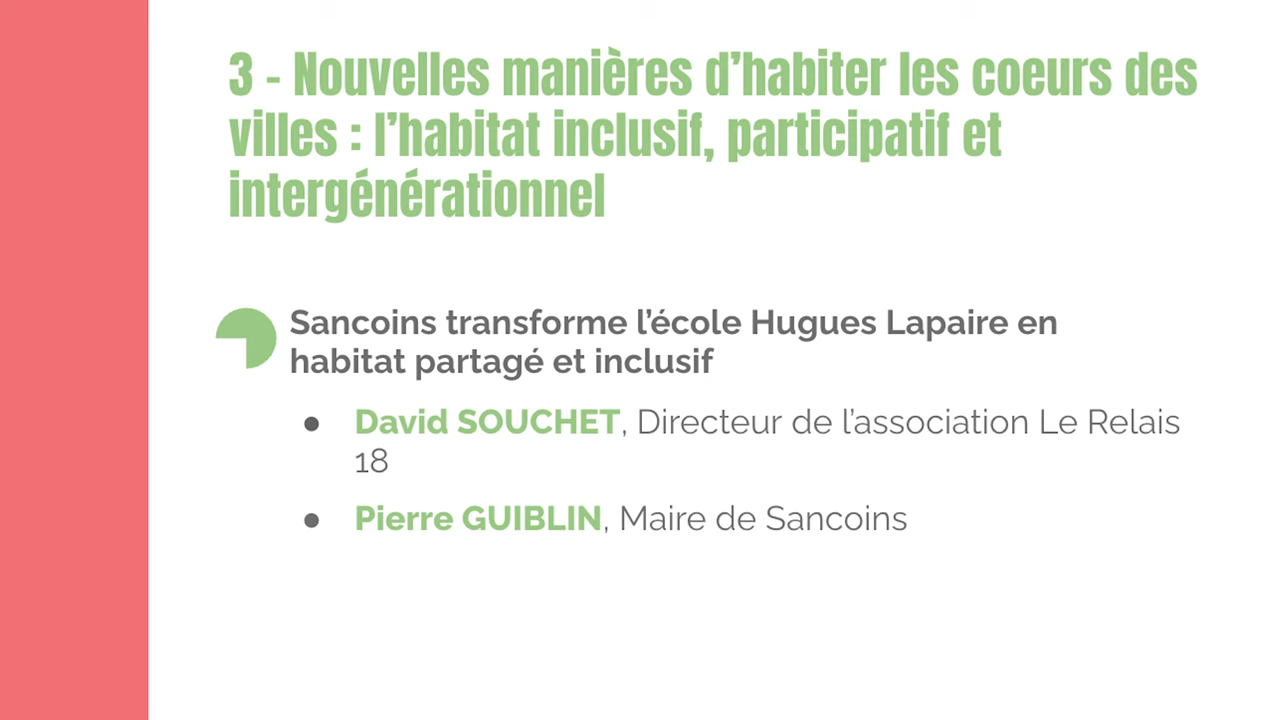 3 - Nouvelles manières d’habiter les coeurs des
villes : l’habitat inclusif, participatif et
intergénérationnel
Sancoins transforme l’école Hugues Lapaire en
habitat partagé et inclusif
● David SOUCHET, Directeur de l’association Le Relais
18
● Pierre GUIBLIN, Maire de Sancoins